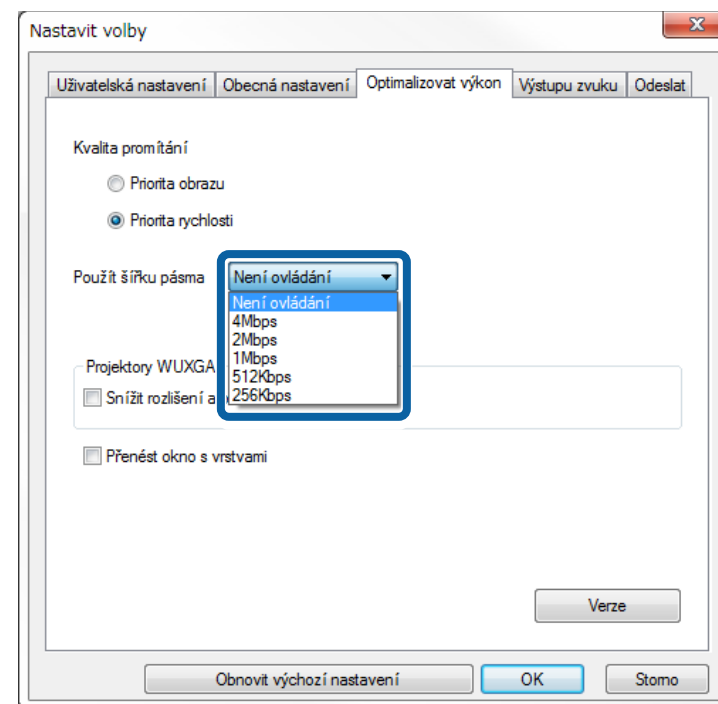 Nastavit volby
Uživatelská nastavení Obecná nastavení Optimalizovat výkon Výstupu zvuku Odeslat
Kvalita promítání
Priorita obrazu
Priorita rychlosti
Použít šířku pásma Není ovládání
Není ovládání
4Mbps
2Mbps
1Mbps
Projektory WUXGA
512Kbps
Snížit rozlišení a
256Kbps
Přenést okno s vrstvami
Verze
Obnovit výchozí nastavení OK Storno